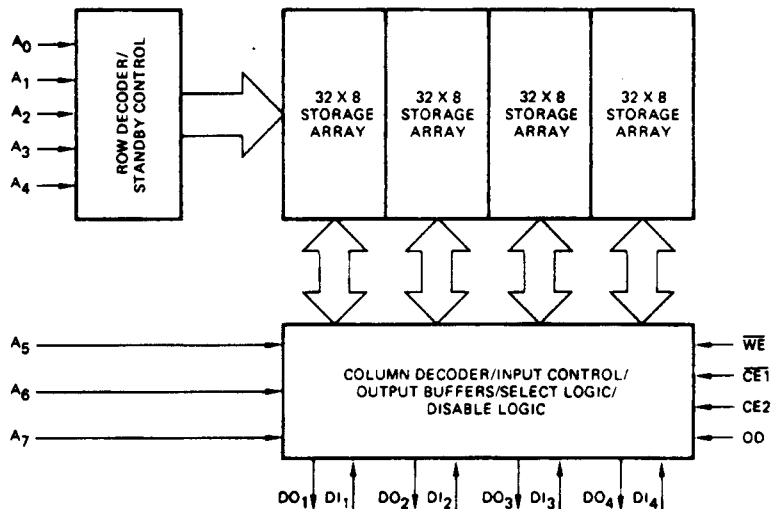 A0
A1
A2
A3
A4
ROW DECODER/
STANDBY CONTROL
32 X 8
STORAGE
ARRAY
32 X 8
STORAGE
ARRAY
32 X 8
STORAGE
ARRAY
32 X 8
STORAGE
ARRAY
A5
A6
A7
COLUMN DECODER/INPUT CONTROL/
OUTPUT BUFFERS/SELECT LOGIC/
DISABLE LOGIC
W̅E̅
C̅E̅1̅
CE2
OD
DO1 DI1 DO2 DI2 DO3 DI3 DO4 DI4